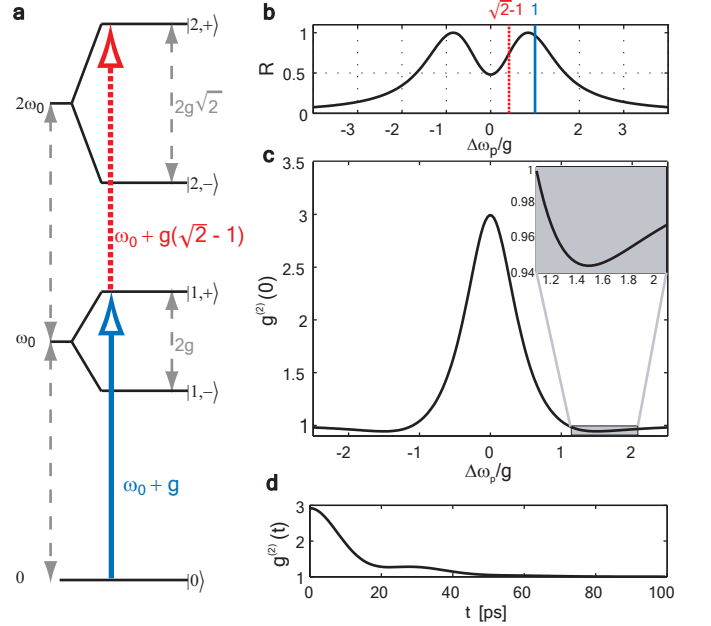 a
|2,+⟩
2ω₀
2g√2
|2,−⟩
ω₀ + g(√2 - 1)
|1,+⟩
ω₀
2g
|1,−⟩
ω₀ + g
0
|0⟩
b
√2-1 1
1
R
0.5
0
-3 -2 -1 0 1 2 3
Δωₚ/g
c
3.5
3
2.5
g⁽²⁾(0)
2
1.5
1
-2 -1 0 1 2
Δωₚ/g
1
0.98
0.96
0.94
1.2 1.4 1.6 1.8 2
d
3
g⁽²⁾(t)
2
1
0 20 40 60 80 100
t [ps]